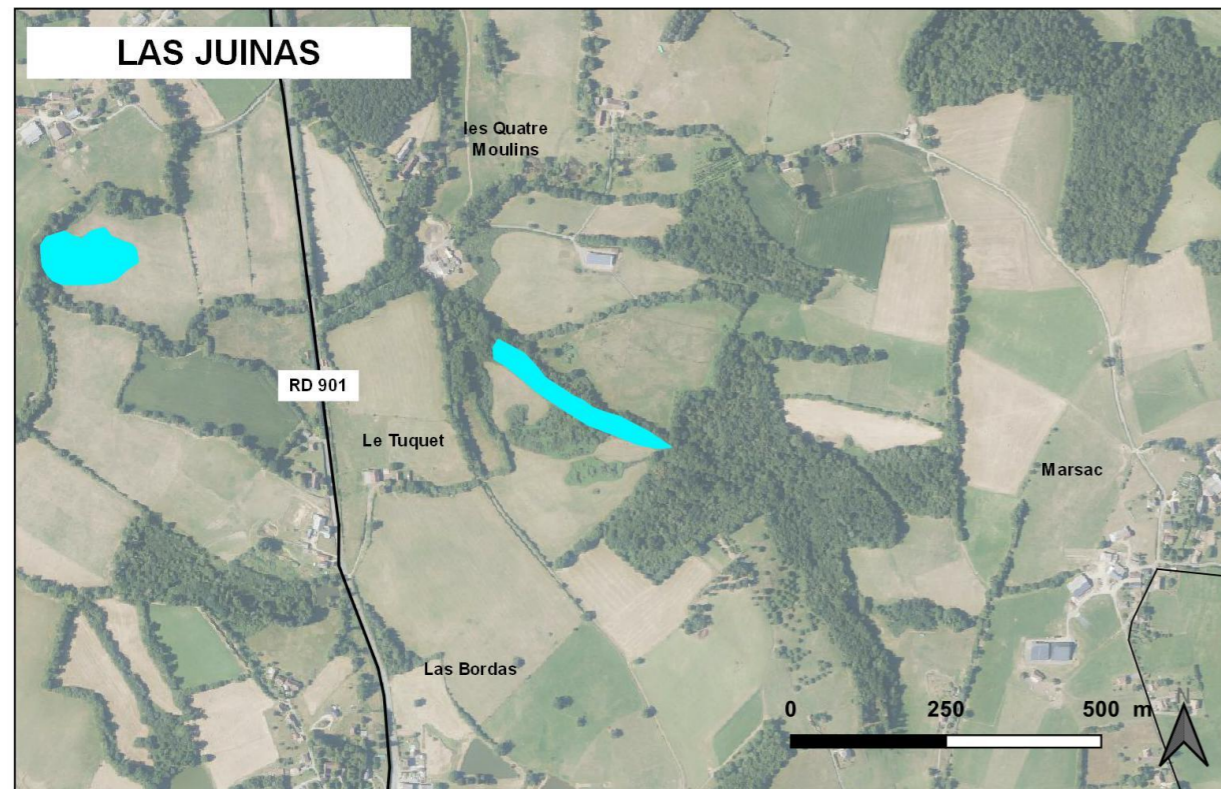 LAS JUINAS
les Quatre
Moulins
RD 901
Le Tuquet
Marsac
Las Bordas
0 250 500 m
N